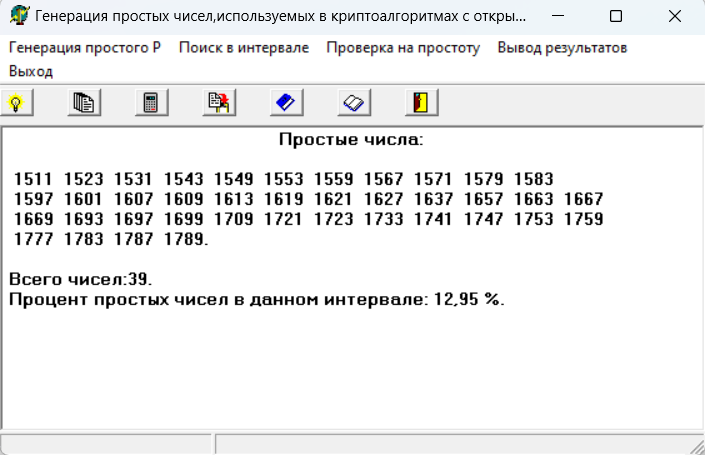 Генерация простых чисел,используемых в криптоалгоритмах с откры...
Генерация простого P Поиск в интервале Проверка на простоту Вывод результатов
Выход
Простые числа:
1511 1523 1531 1543 1549 1553 1559 1567 1571 1579 1583
1597 1601 1607 1609 1613 1619 1621 1627 1637 1657 1663 1667
1669 1693 1697 1699 1709 1721 1723 1733 1741 1747 1753 1759
1777 1783 1787 1789.
Всего чисел:39.
Процент простых чисел в данном интервале: 12,95 %.